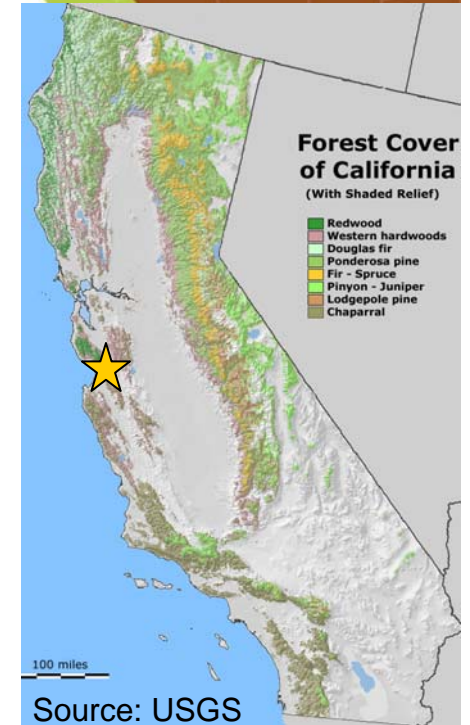 Forest Cover
of California
(With Shaded Relief)
Redwood
Western hardwoods
Douglas fir
Ponderosa pine
Fir - Spruce
Pinyon - Juniper
Lodgepole pine
Chaparral
100 miles
Source: USGS